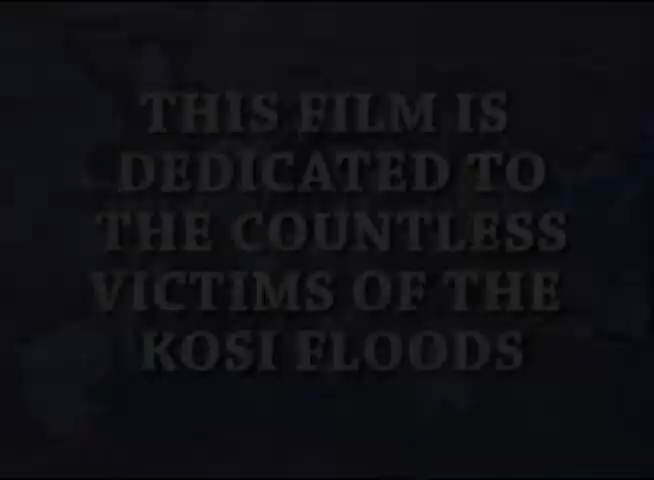 THIS FILM IS
DEDICATED TO
THE COUNTLESS
VICTIMS OF THE
KOSI FLOODS